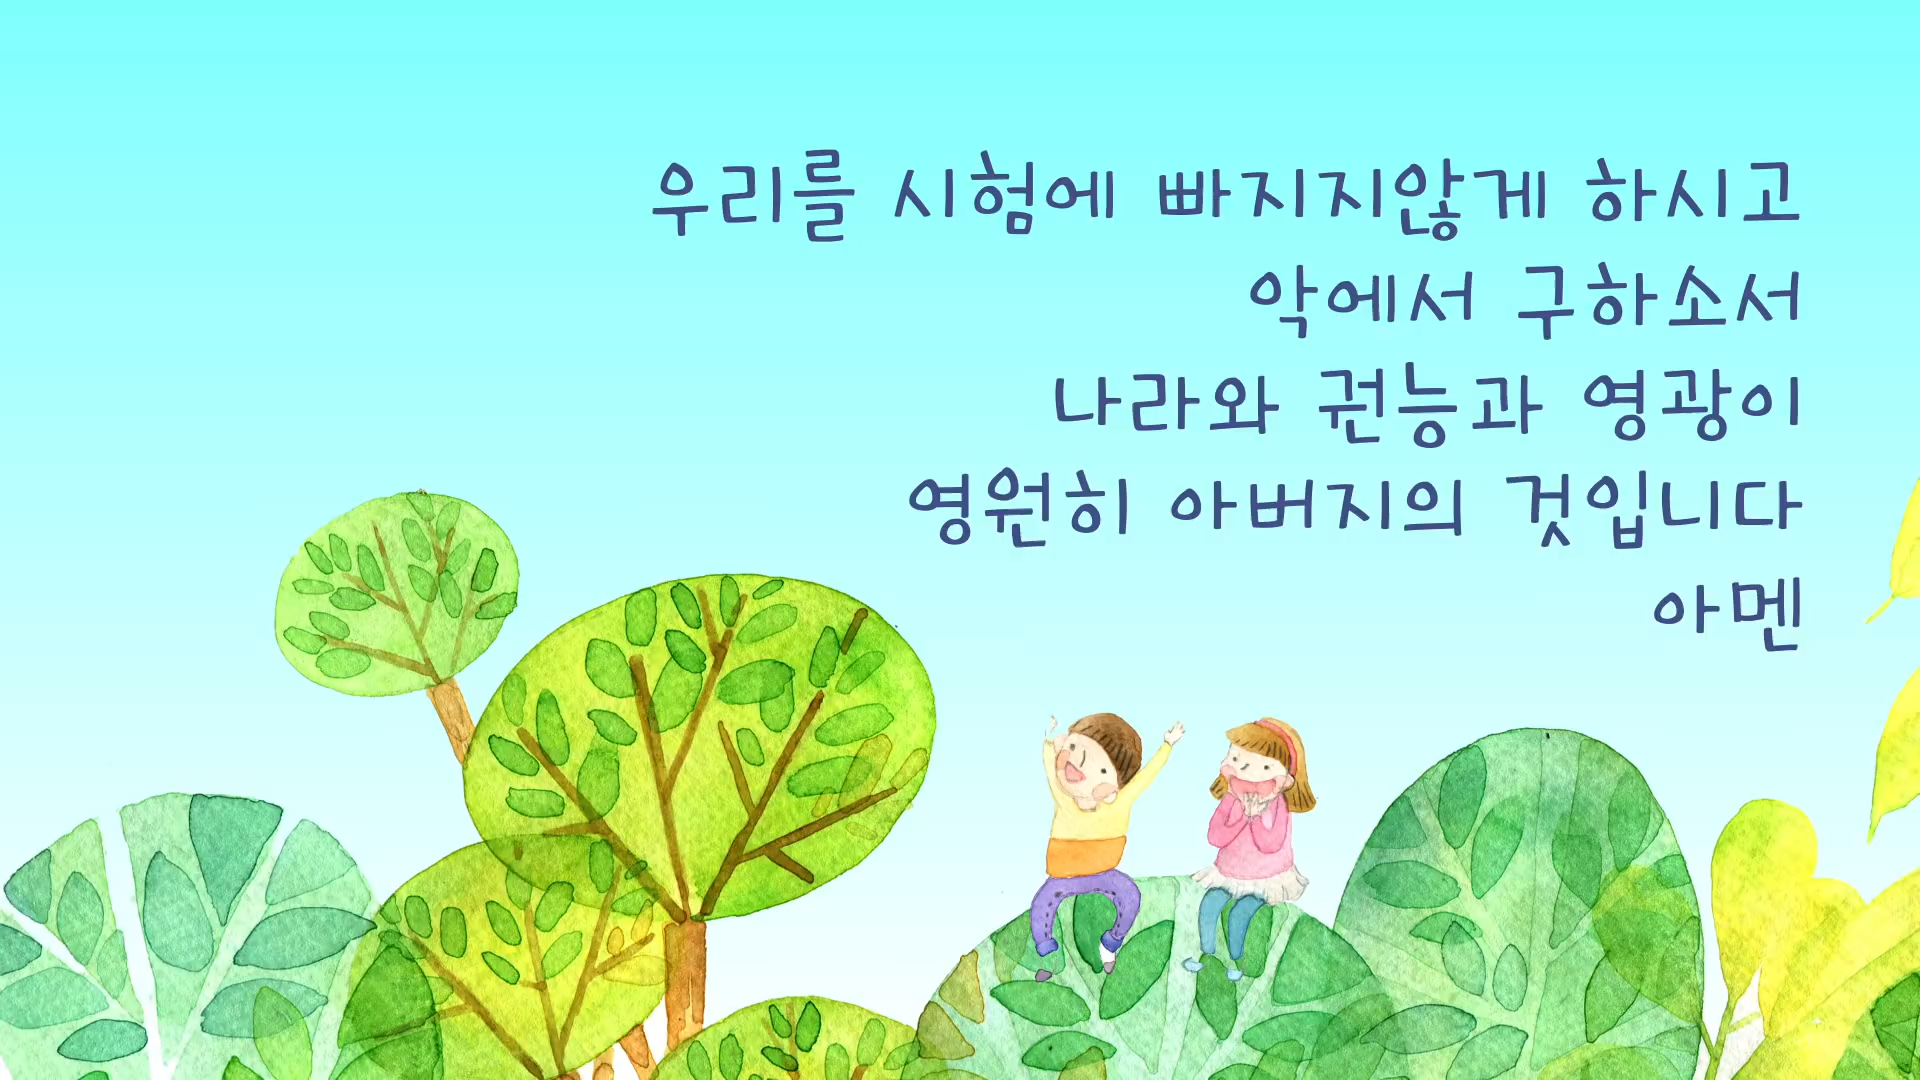 우리를 시험에 빠지지않게 하시고
악에서 구하소서
나라와 권능과 영광이
영원히 아버지의 것입니다
아멘